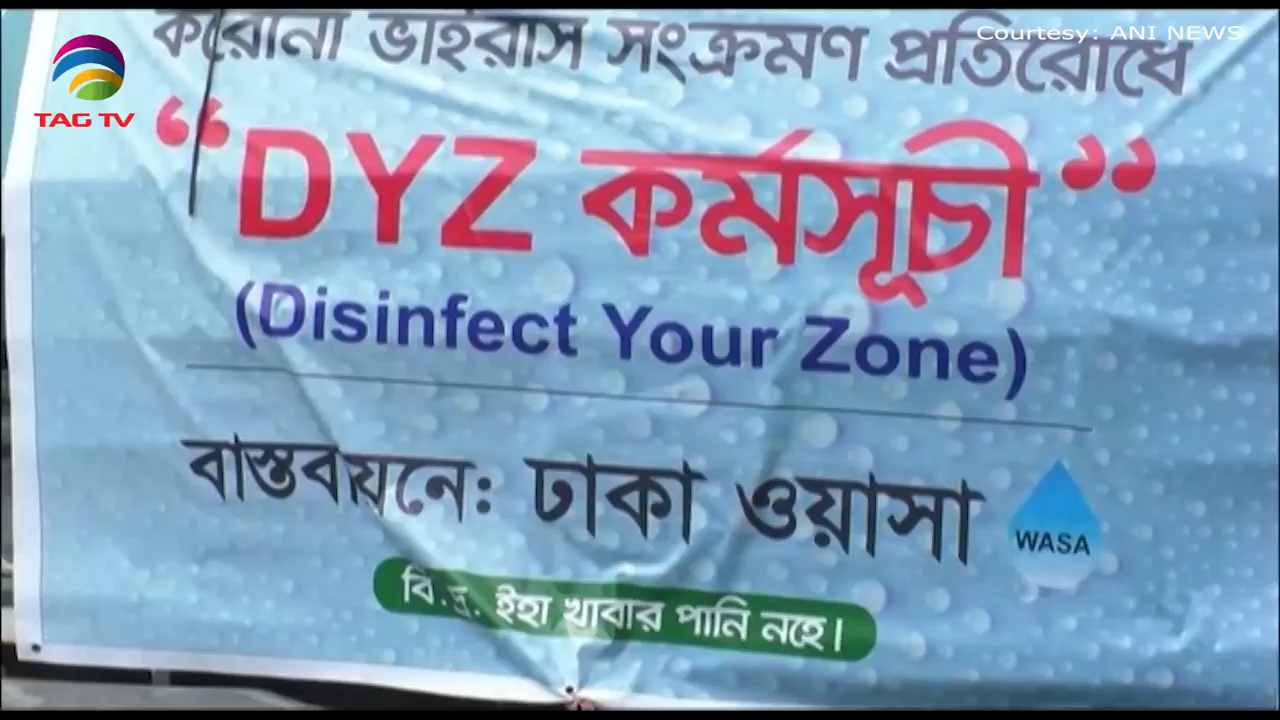 Courtesy: ANI NEWS
TAG TV
করোনা ভাইরাস সংক্রমণ প্রতিরোধে
“DYZ কর্মসূচী”
(Disinfect Your Zone)
বাস্তবায়নে: ঢাকা ওয়াসা
WASA
বি.দ্র. ইহা খাবার পানি নহে।